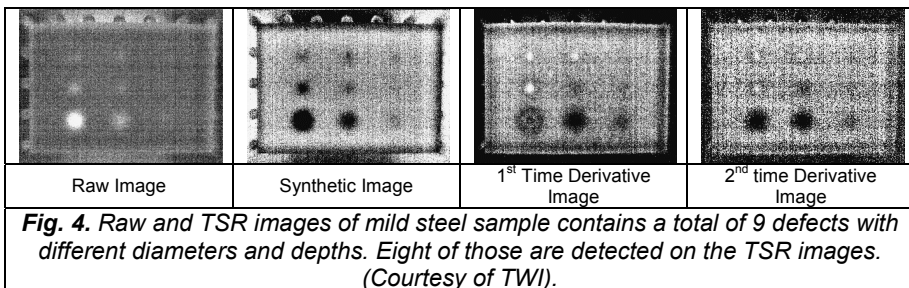 Raw Image
Synthetic Image
1st Time Derivative
Image
2nd time Derivative
Image
Fig. 4. Raw and TSR images of mild steel sample contains a total of 9 defects with
different diameters and depths. Eight of those are detected on the TSR images.
(Courtesy of TWI).